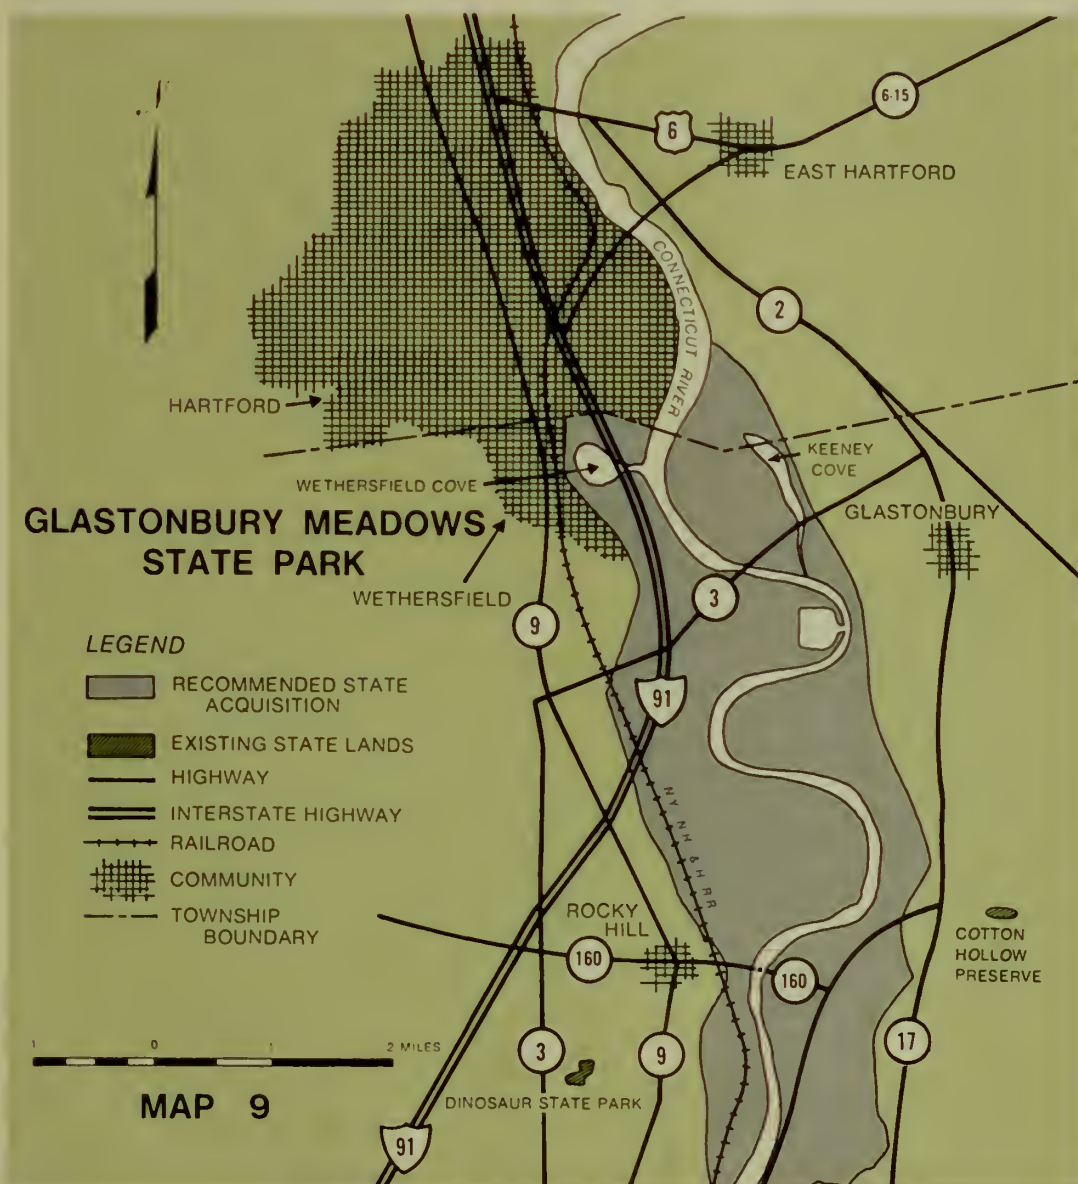 6-15
6
EAST HARTFORD
CONNECTICUT RIVER
2
HARTFORD
KEENEY
COVE
WETHERSFIELD COVE
GLASTONBURY
GLASTONBURY MEADOWS
STATE PARK
WETHERSFIELD
3
9
LEGEND
RECOMMENDED STATE
ACQUISITION
91
EXISTING STATE LANDS
HIGHWAY
INTERSTATE HIGHWAY
RAILROAD
NY NH & H RR
COMMUNITY
TOWNSHIP
BOUNDARY
ROCKY
HILL
COTTON
HOLLOW
PRESERVE
160
160
17
1 0 1 2 MILES
3
9
DINOSAUR STATE PARK
MAP 9
91